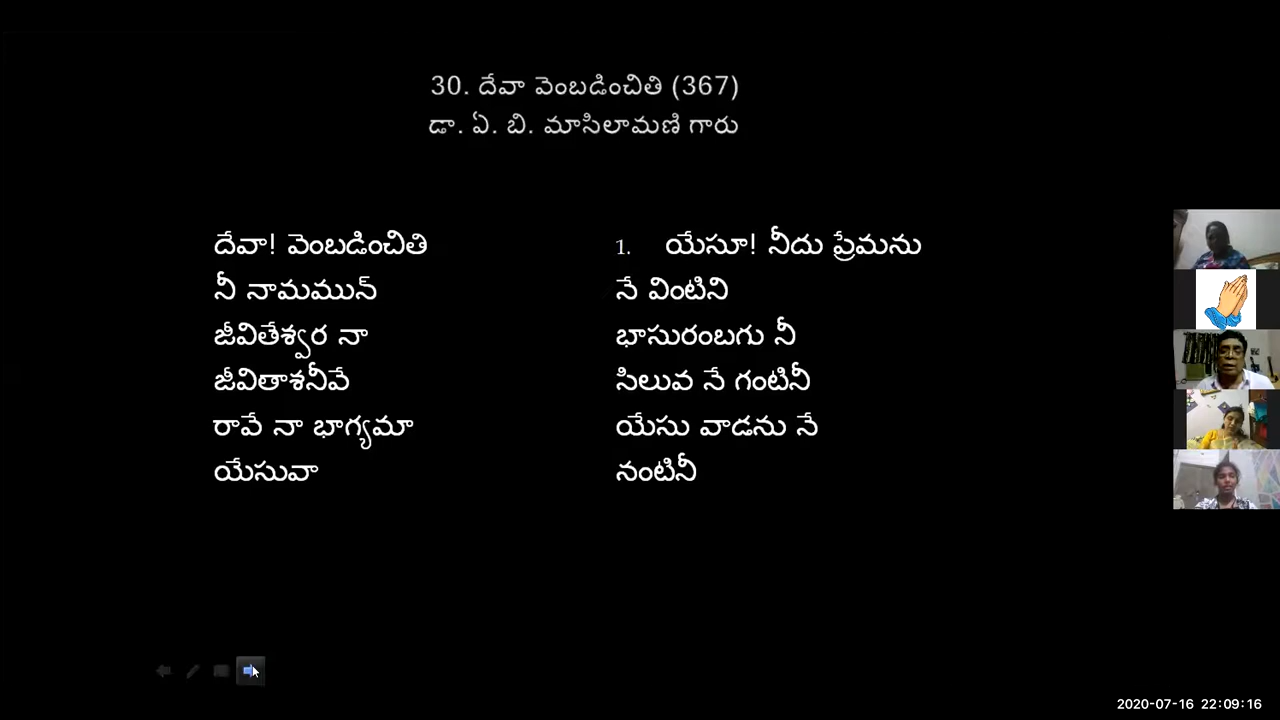 30. దేవా వెంబడించితి (367)
డా. ఏ. బి. మాసిలామణి గారు
దేవా! వెంబడించితి
నీ నామమున్
జీవితేశ్వర నా
జీవితాశనీవే
రావే నా భాగ్యమా
యేసువా
1. యేసూ! నీదు ప్రేమను
నే వింటిని
భాసురంబగు నీ
సిలువ నే గంటినీ
యేసు వాడను నే
నంటినీ
2020-07-16 22:09:16